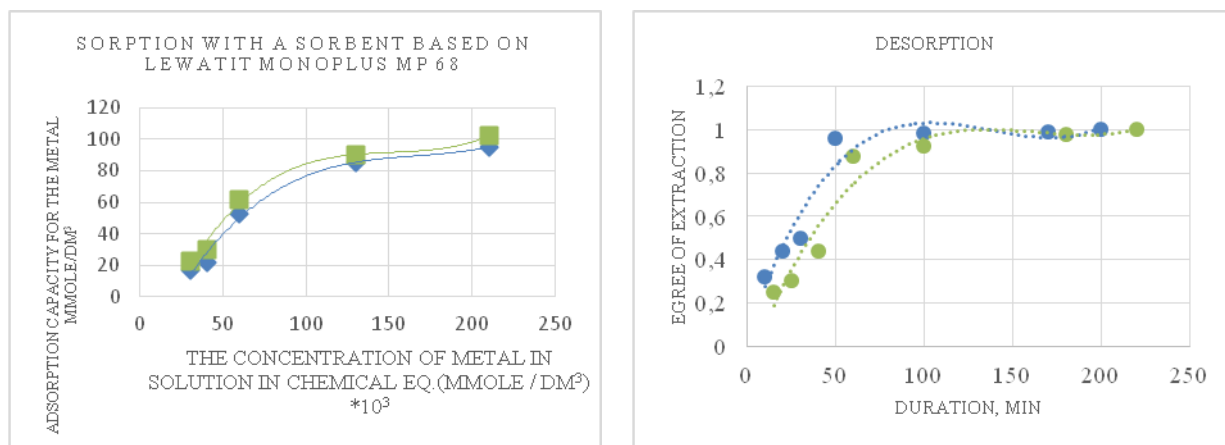 SORPTION WITH A SORBENT BASED ON
LEWATIT MONOPLUS MP 68
ADSORPTION CAPACITY FOR THE METAL
MMOLE/DM³
120
100
80
60
40
20
0
0 50 100 150 200 250
THE CONCENTRATION OF METAL IN
SOLUTION IN CHEMICAL EQ.(MMOLE / DM³)
*10³
DESORPTION
EGREE OF EXTRACTION
1,2
1
0,8
0,6
0,4
0,2
0
0 50 100 150 200 250
DURATION, MIN